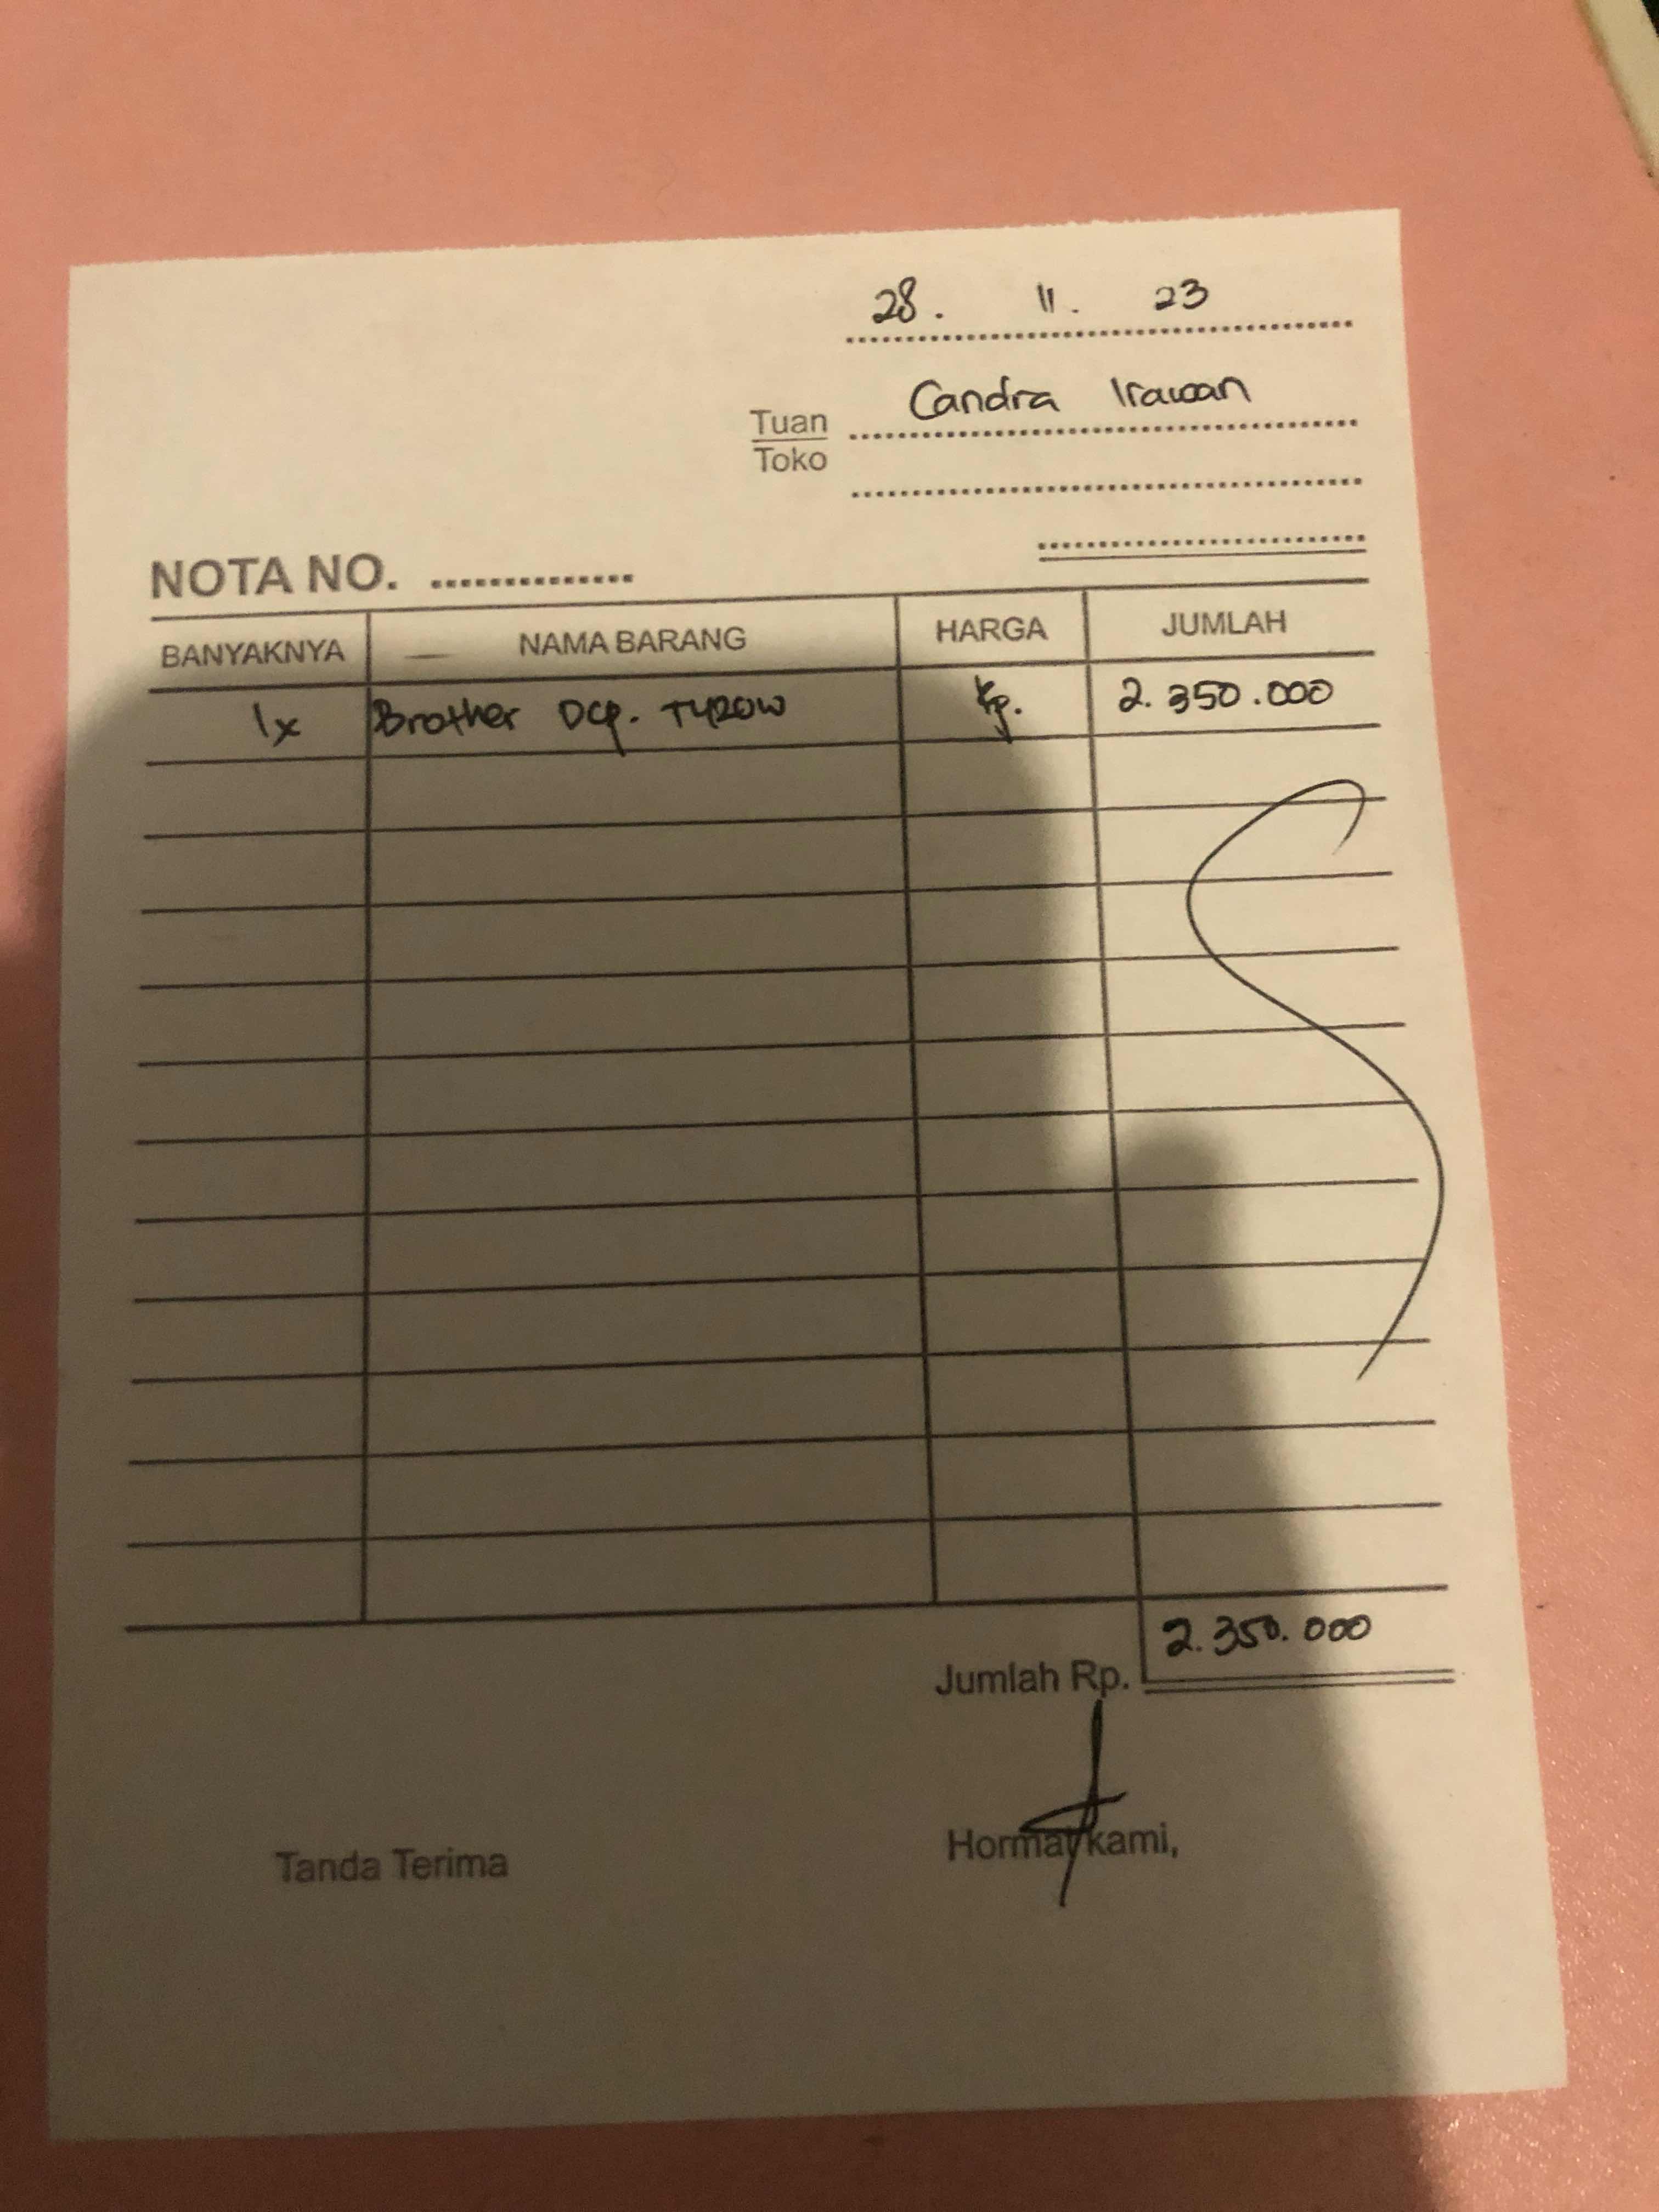 28. 11. 23
Tuan Candra Irawan
Toko
NOTA NO. ..............
BANYAKNYA NAMA BARANG HARGA JUMLAH
1x Brother Dcp. T420W Rp. 2.350.000
Jumlah Rp. 2.350.000
Tanda Terima Hormat kami,